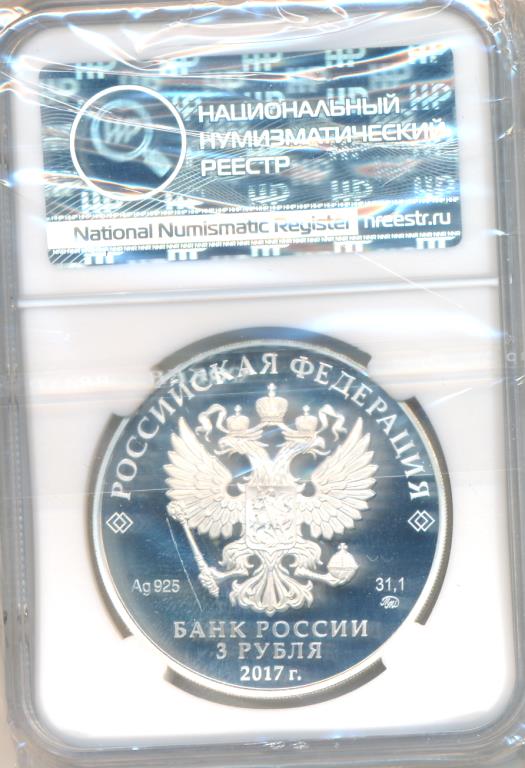 НАЦИОНАЛЬНЫЙ
НУМИЗМАТИЧЕСКИЙ
РЕЕСТР
National Numismatic Register nreestr.ru
РОССИЙСКАЯ ФЕДЕРАЦИЯ
Ag 925 31,1
БАНК РОССИИ
3 РУБЛЯ
2017 г.